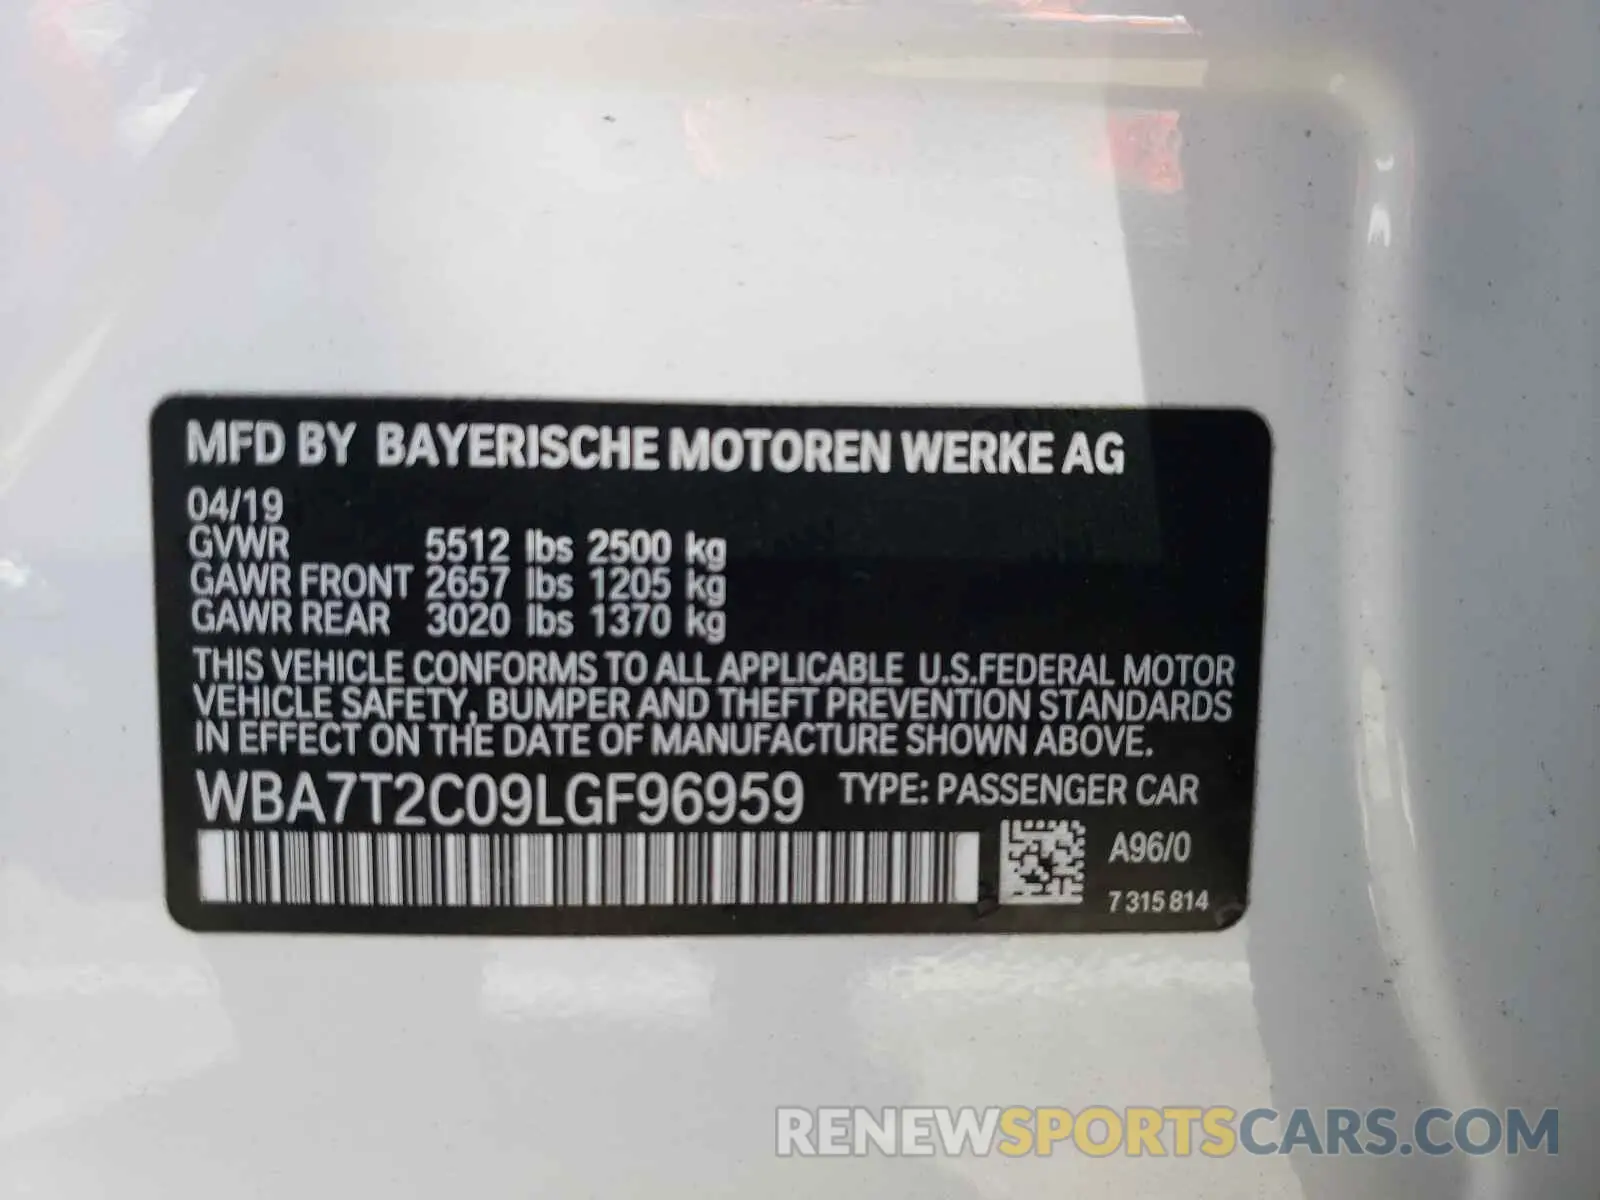 MFD BY BAYERISCHE MOTOREN WERKE AG
04/19
GVWR 5512 lbs 2500 kg
GAWR FRONT 2657 lbs 1205 kg
GAWR REAR 3020 lbs 1370 kg
THIS VEHICLE CONFORMS TO ALL APPLICABLE U.S.FEDERAL MOTOR
VEHICLE SAFETY, BUMPER AND THEFT PREVENTION STANDARDS
IN EFFECT ON THE DATE OF MANUFACTURE SHOWN ABOVE.
WBA7T2C09LGF96959 TYPE: PASSENGER CAR
A96/0
7 315 814
RENEWSPORTSCARS.COM